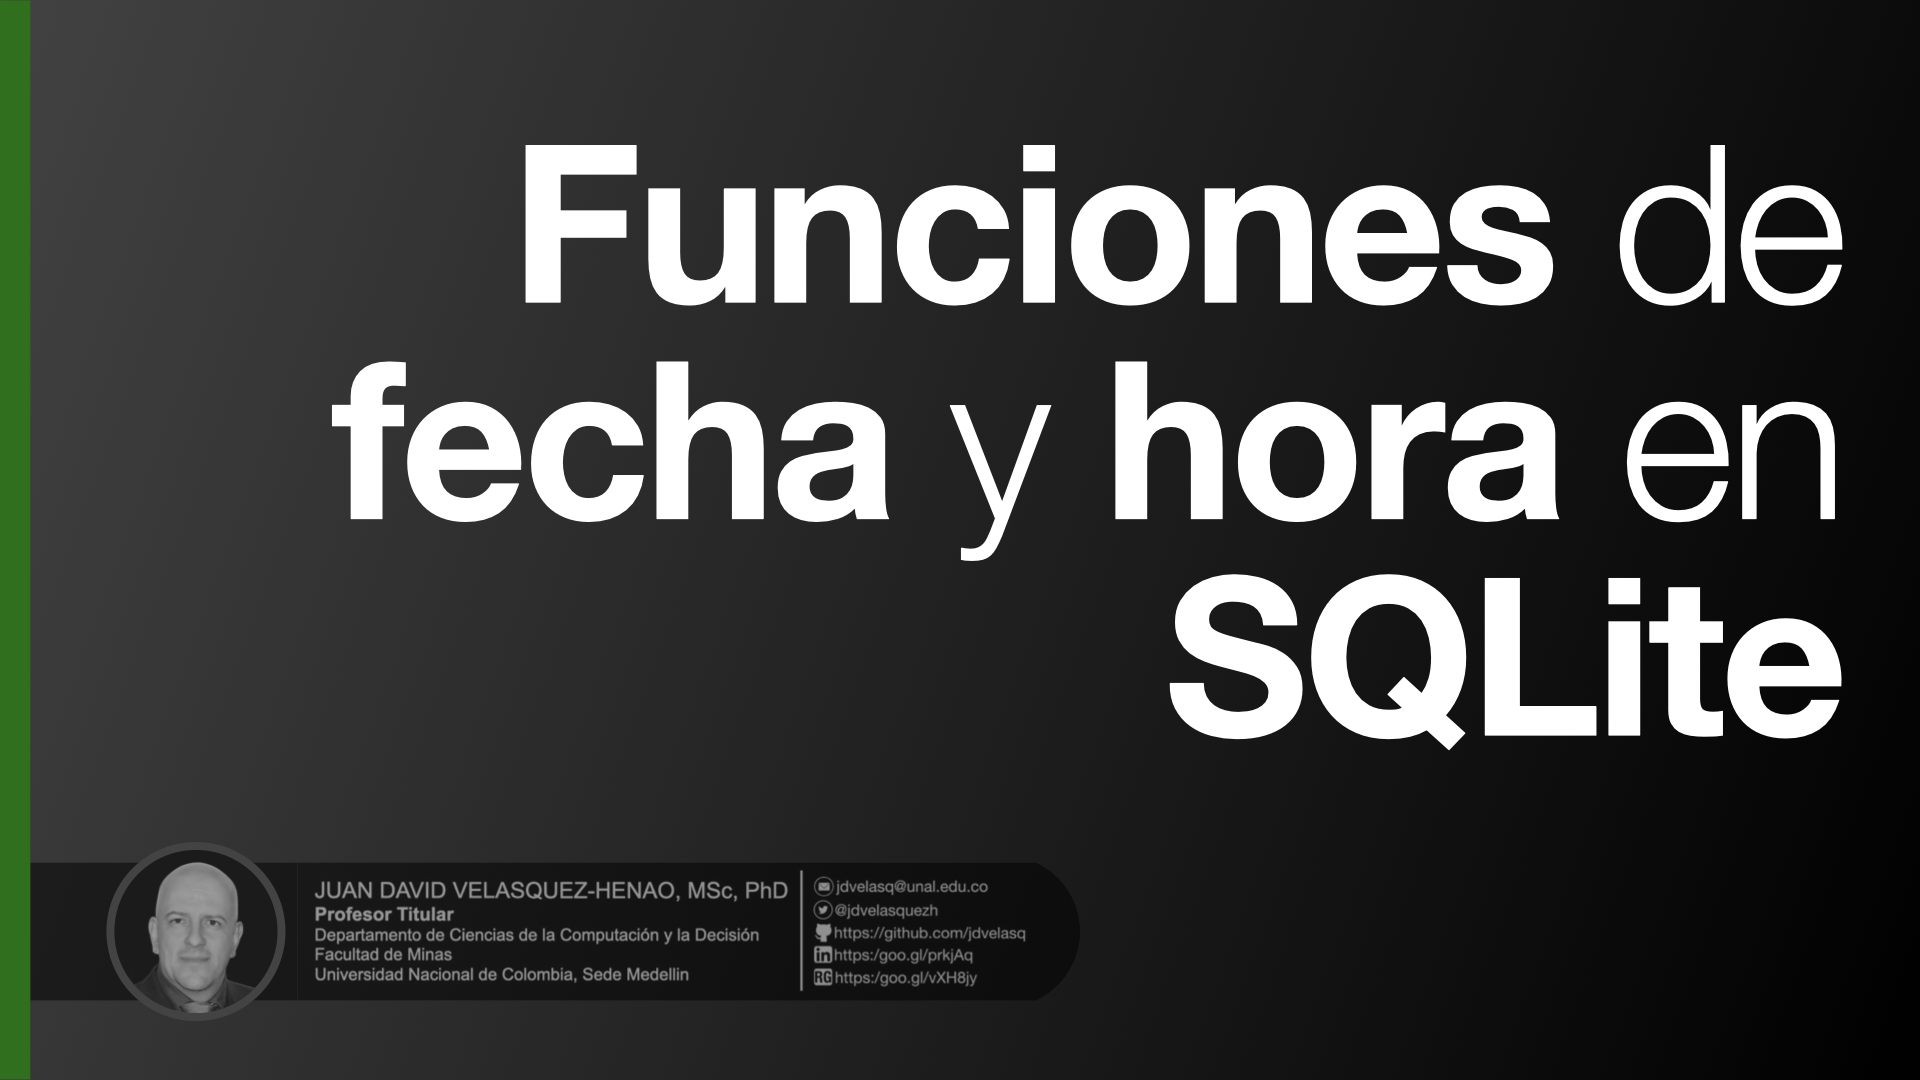 Funciones de
fecha y hora en
SQLite
JUAN DAVID VELASQUEZ-HENAO, MSc, PhD
Profesor Titular
Departamento de Ciencias de la Computación y la Decisión
Facultad de Minas
Universidad Nacional de Colombia, Sede Medellin
jdvelasq@unal.edu.co
@jdvelasquezh
https://github.com/jdvelasq
in https:/goo.gl/prkjAq
RG https:/goo.gl/vXH8jy